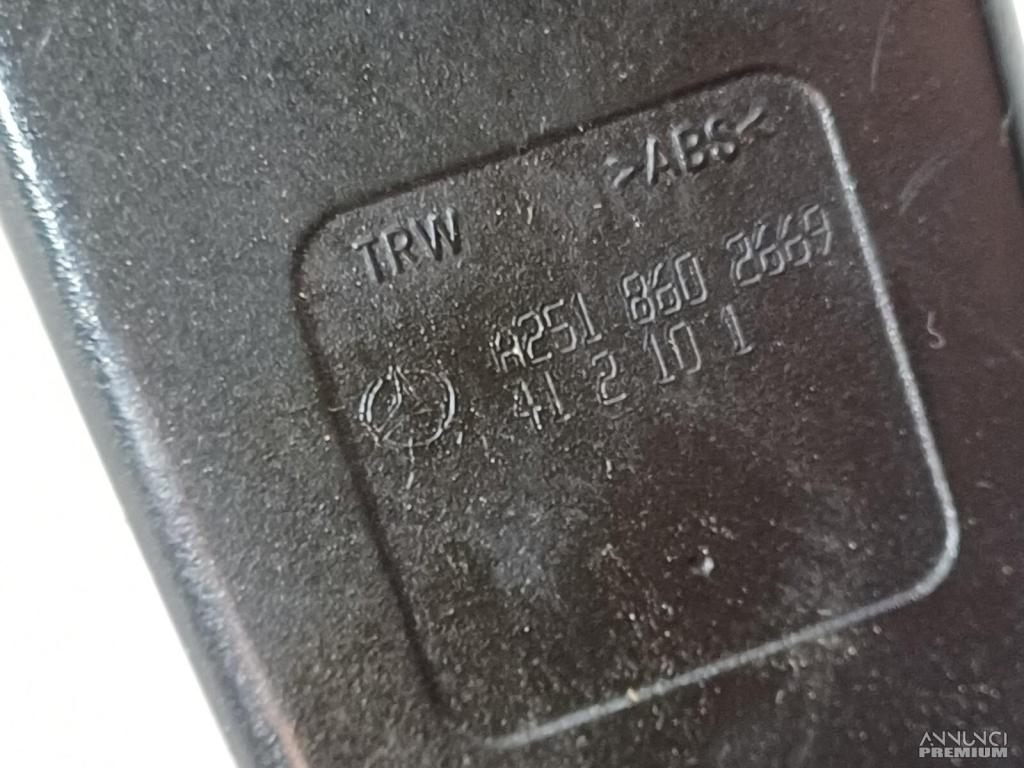 TRW >ABS<
A251 860 2669
41 2 10 1
ANNUNCI
PREMIUM